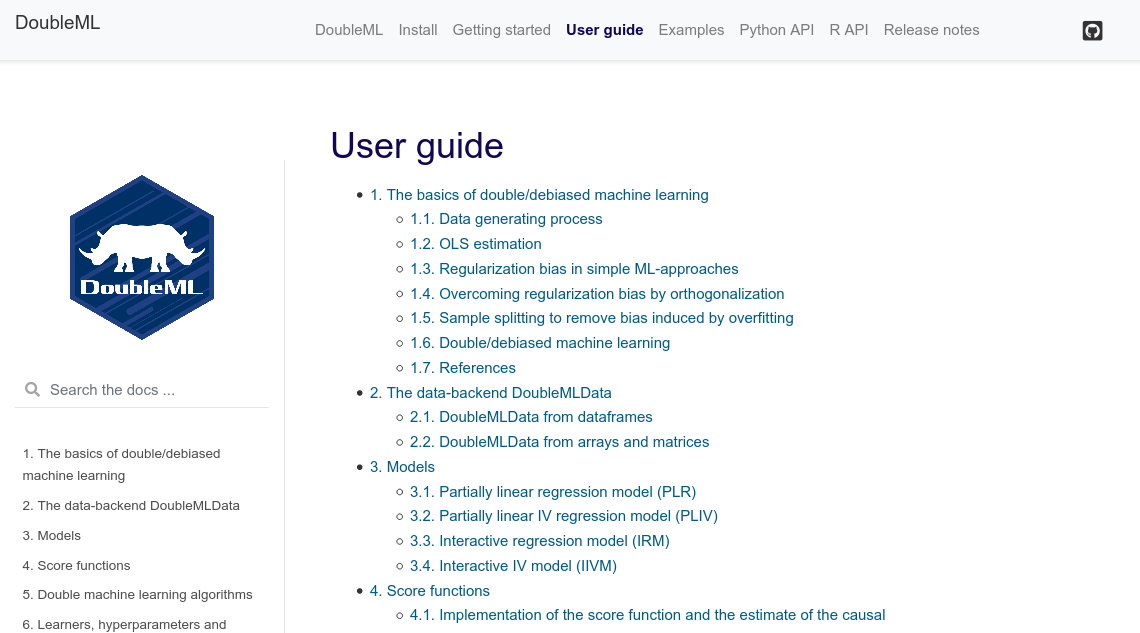 DoubleML
DoubleML Install Getting started User guide Examples Python API R API Release notes
DoubleML
Search the docs ...
1. The basics of double/debiased
machine learning
2. The data-backend DoubleMLData
3. Models
4. Score functions
5. Double machine learning algorithms
6. Learners, hyperparameters and
User guide
1. The basics of double/debiased machine learning
1.1. Data generating process
1.2. OLS estimation
1.3. Regularization bias in simple ML-approaches
1.4. Overcoming regularization bias by orthogonalization
1.5. Sample splitting to remove bias induced by overfitting
1.6. Double/debiased machine learning
1.7. References
2. The data-backend DoubleMLData
2.1. DoubleMLData from dataframes
2.2. DoubleMLData from arrays and matrices
3. Models
3.1. Partially linear regression model (PLR)
3.2. Partially linear IV regression model (PLIV)
3.3. Interactive regression model (IRM)
3.4. Interactive IV model (IIVM)
4. Score functions
4.1. Implementation of the score function and the estimate of the causal